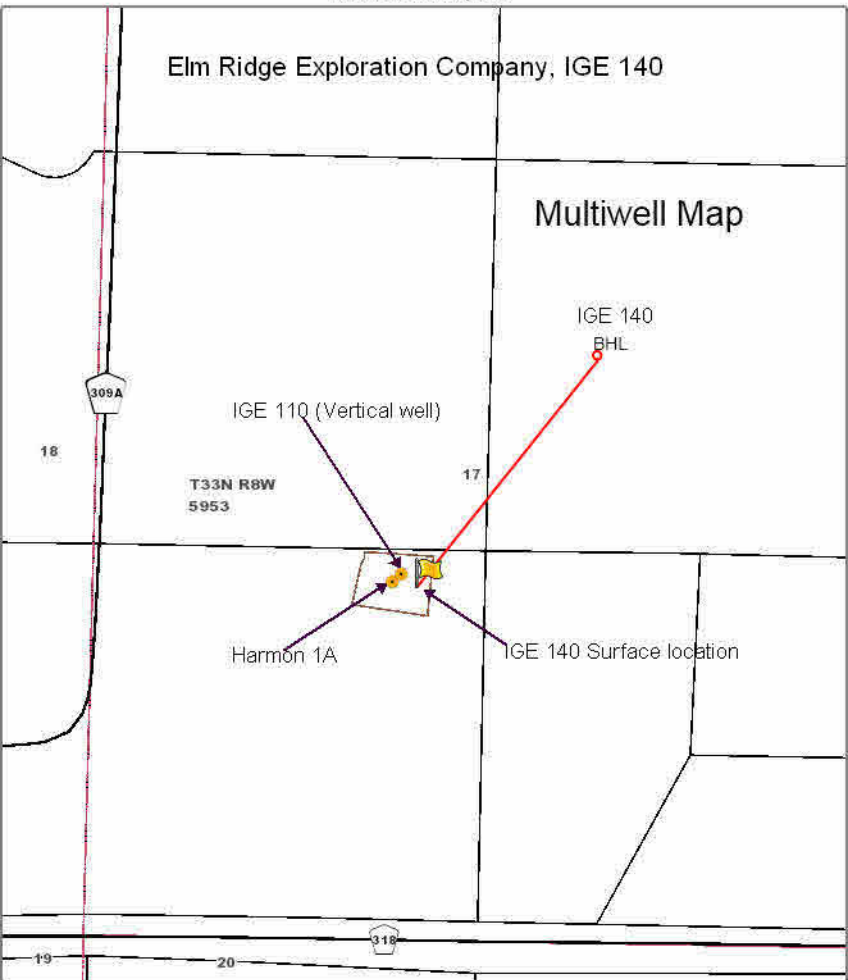 Elm Ridge Exploration Company, IGE 140
Multiwell Map
IGE 140
BHL
309A
IGE 110 (Vertical well)
18
17
T33N R8W
5953
Harmon 1A
IGE 140 Surface location
318
19
20